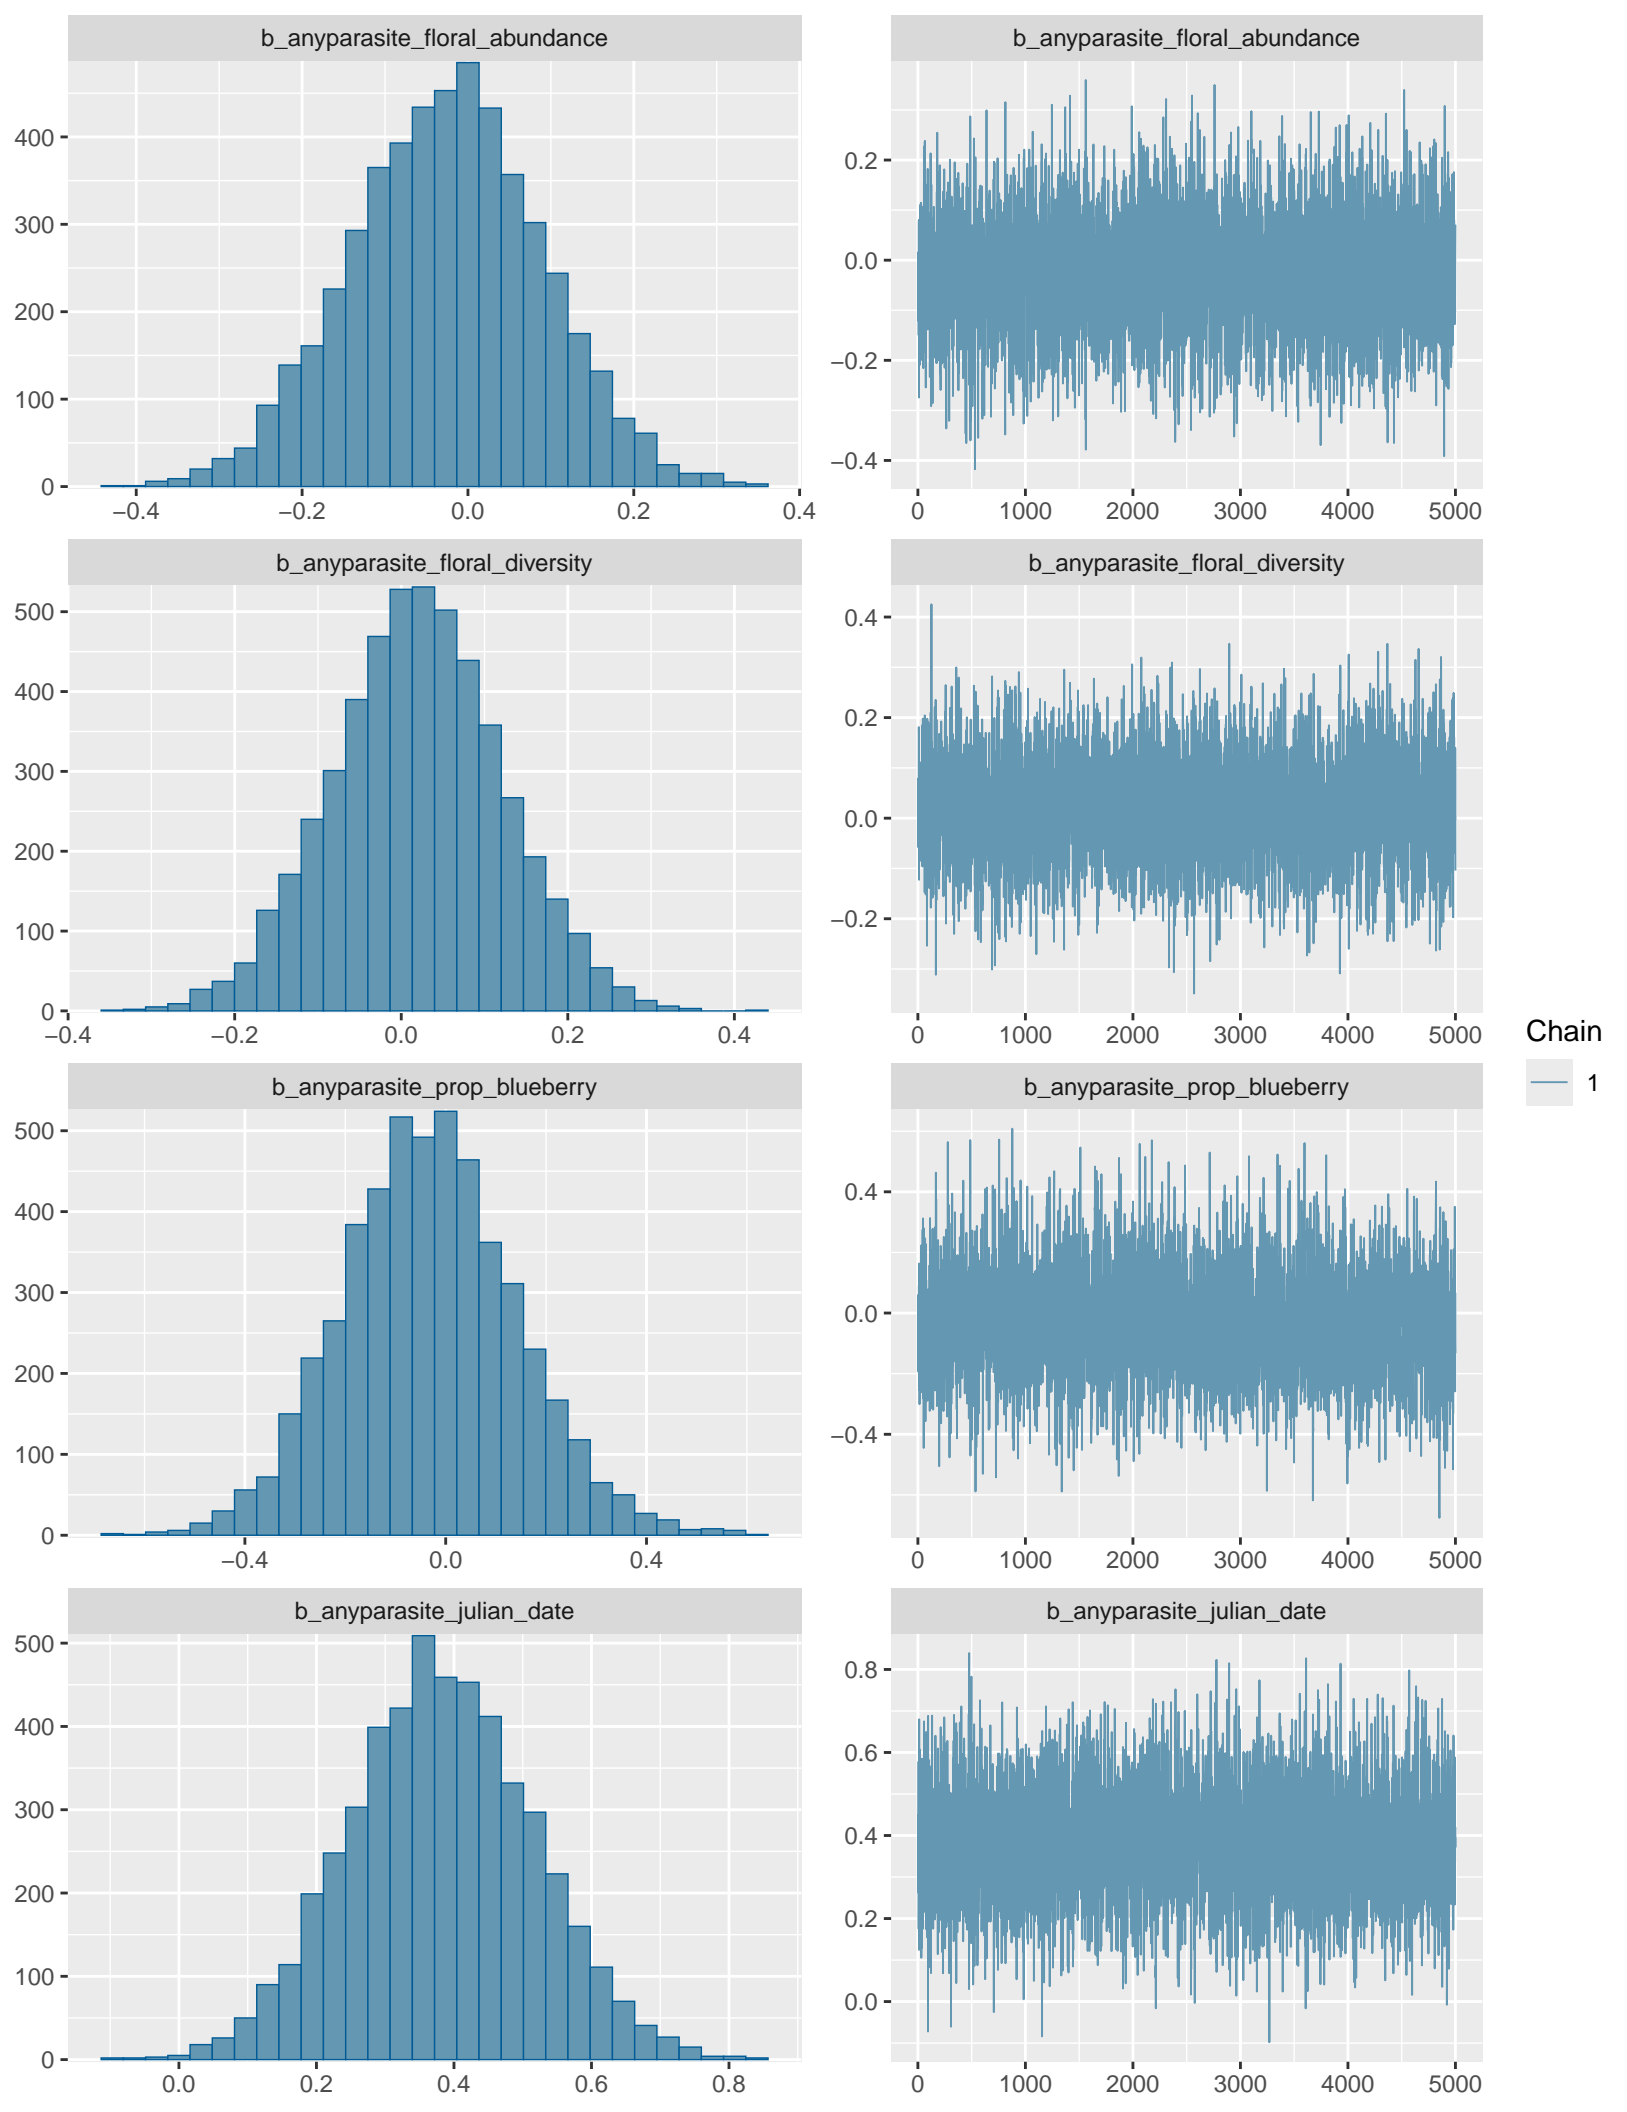 b_anyparasite_floral_abundance
b_anyparasite_floral_abundance
400
300
200
100
0
−0.4 −0.2 0.0 0.2 0.4
0.2
0.0
−0.2
−0.4
0 1000 2000 3000 4000 5000
b_anyparasite_floral_diversity
b_anyparasite_floral_diversity
500
400
300
200
100
0
−0.4 −0.2 0.0 0.2 0.4
0.4
0.2
0.0
−0.2
0 1000 2000 3000 4000 5000
b_anyparasite_prop_blueberry
b_anyparasite_prop_blueberry
500
400
300
200
100
0
−0.4 0.0 0.4
0.4
0.0
−0.4
0 1000 2000 3000 4000 5000
b_anyparasite_julian_date
b_anyparasite_julian_date
500
400
300
200
100
0
0.0 0.2 0.4 0.6 0.8
0.8
0.6
0.4
0.2
0.0
0 1000 2000 3000 4000 5000
Chain
1